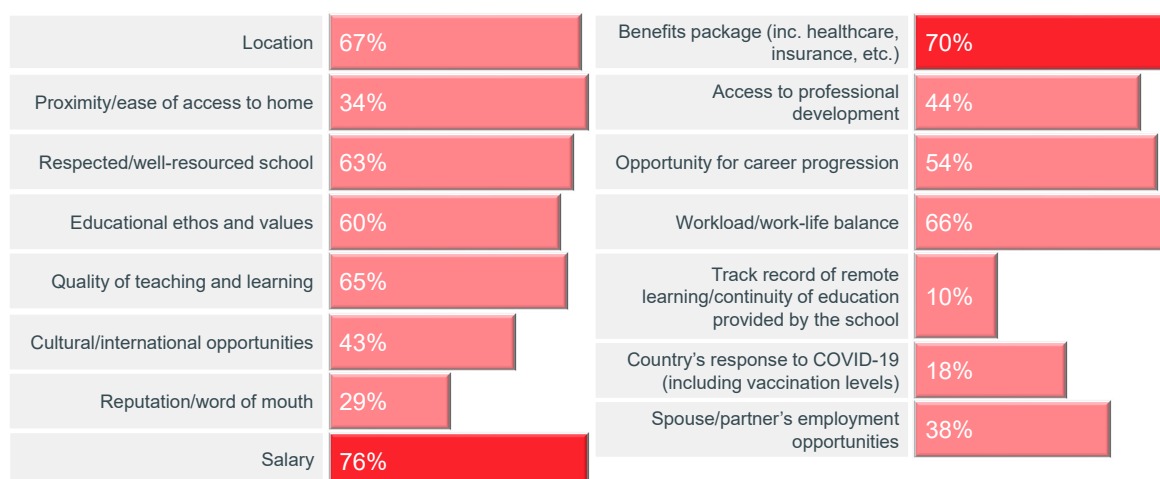 Location
67%
Proximity/ease of access to home
34%
Respected/well-resourced school
63%
Educational ethos and values
60%
Quality of teaching and learning
65%
Cultural/international opportunities
43%
Reputation/word of mouth
29%
Salary
76%
Benefits package (inc. healthcare,
insurance, etc.)
70%
Access to professional
development
44%
Opportunity for career progression
54%
Workload/work-life balance
66%
Track record of remote
learning/continuity of education
provided by the school
10%
Country's response to COVID-19
(including vaccination levels)
18%
Spouse/partner's employment
opportunities
38%